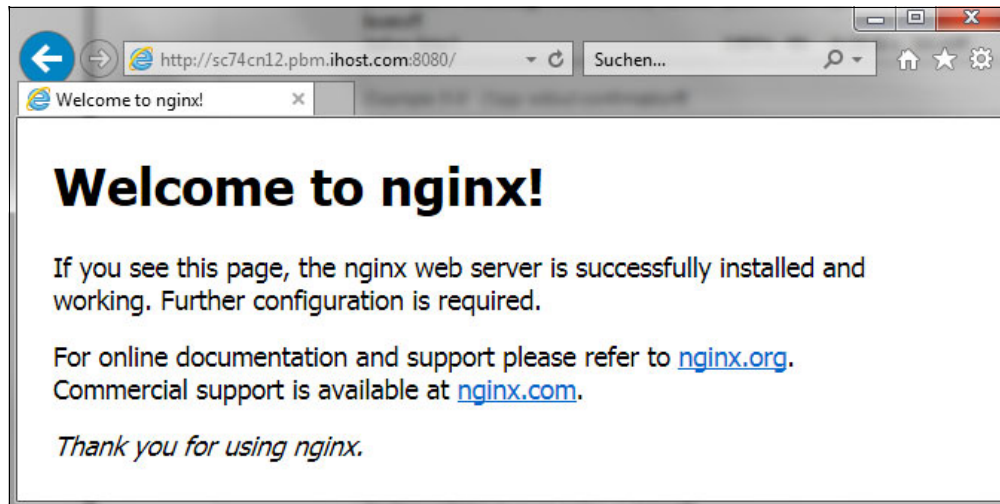 http://sc74cn12.pbm.ihost.com:8080/
Suchen...
Welcome to nginx!
Welcome to nginx!
If you see this page, the nginx web server is successfully installed and
working. Further configuration is required.
For online documentation and support please refer to nginx.org.
Commercial support is available at nginx.com.
Thank you for using nginx.